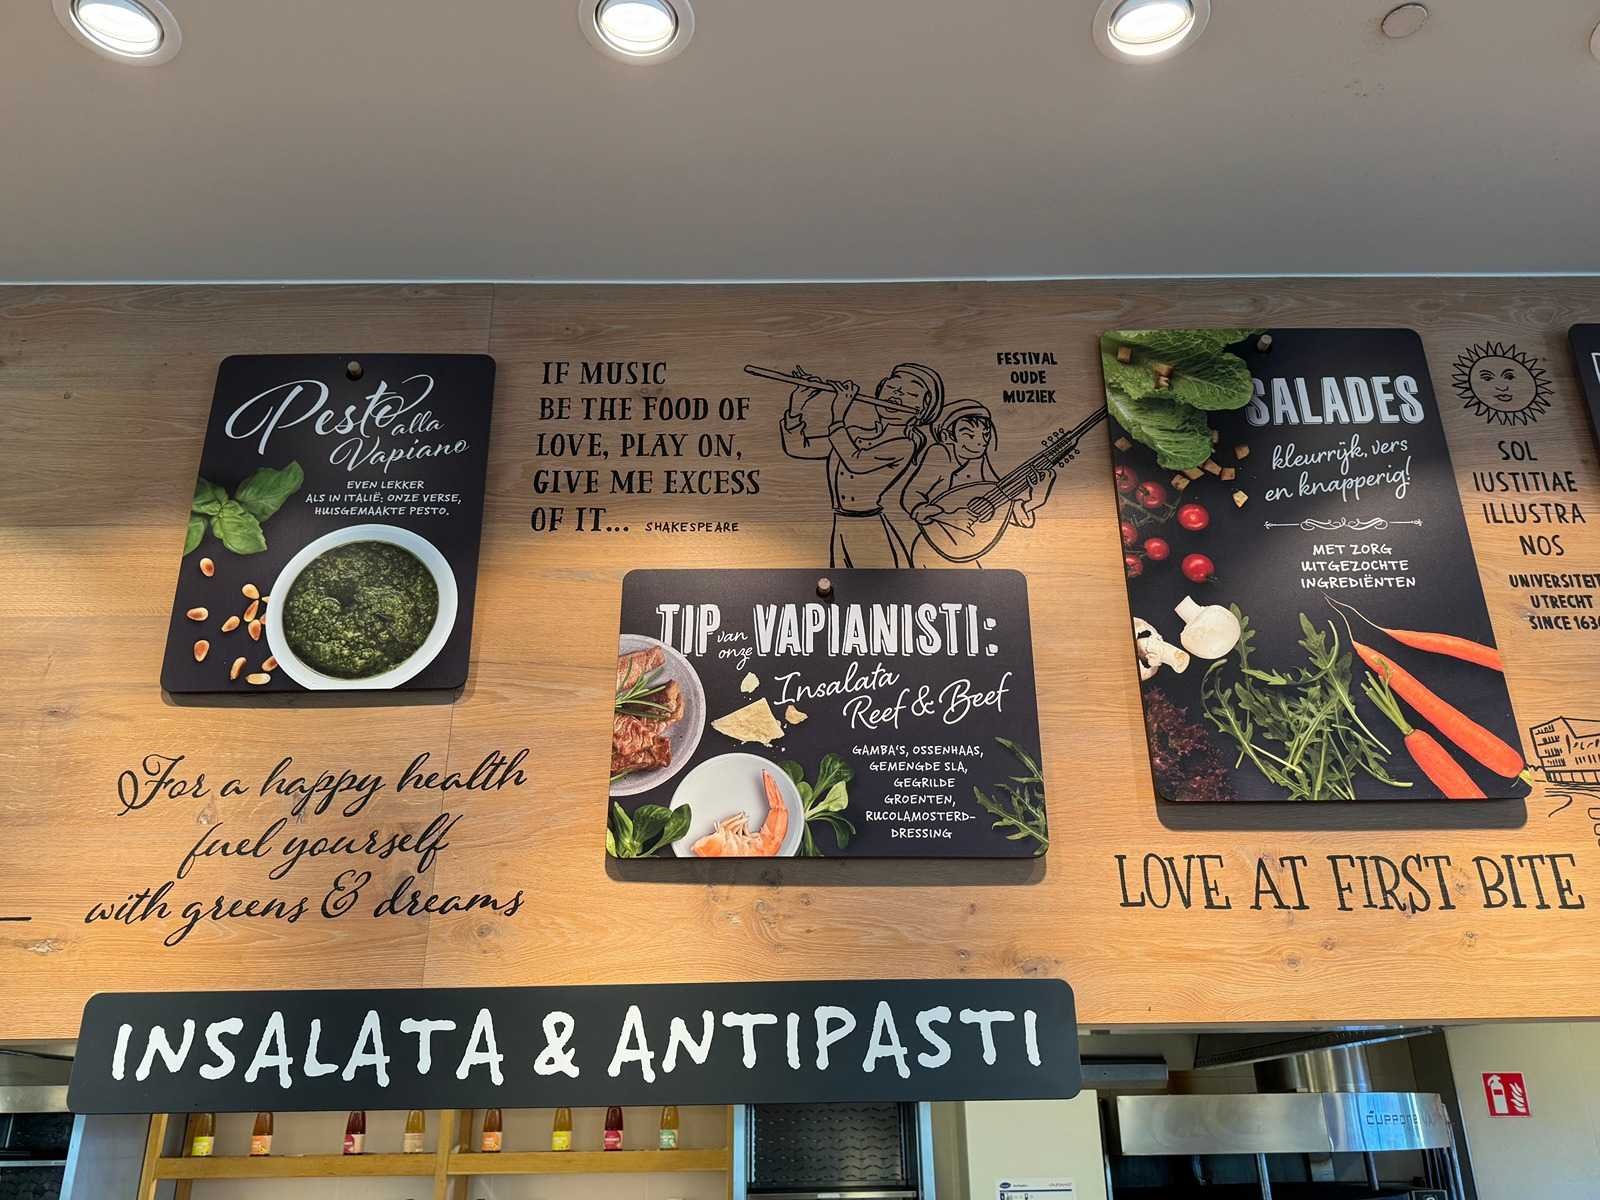 Pesto alla
Vapiano
EVEN LEKKER
ALS IN ITALIË: ONZE VERSE,
HUISGEMAAKTE PESTO.
IF MUSIC
BE THE FOOD OF
LOVE, PLAY ON,
GIVE ME EXCESS
OF IT... SHAKESPEARE
FESTIVAL
OUDE
MUZIEK
TIP van onze VAPIANISTI:
Insalata
Reef & Beef
GAMBA'S, OSSENHAAS,
GEMENGDE SLA,
GEGRILDE
GROENTEN,
RUCOLAMOSTERD-
DRESSING
SALADES
kleurrijk, vers
en knapperig!
MET ZORG
UITGEZOCHTE
INGREDIËNTEN
SOL
IUSTITIAE
ILLUSTRA
NOS
UNIVERSITEIT
UTRECHT
SINCE 163
For a happy health
fuel yourself
with greens & dreams
LOVE AT FIRST BITE
INSALATA & ANTIPASTI